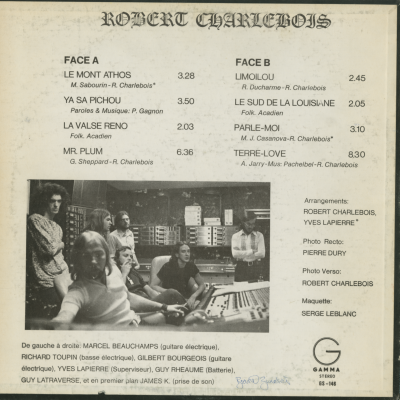 ROBERT CHARLEBOIS
FACE A
LE MONT ATHOS 3.28
M. Sabourin-R. Charlebois*
YA SA PICHOU 3.50
Paroles & Musique: P. Gagnon
LA VALSE RENO 2.03
Folk. Acadien
MR. PLUM 6.36
G. Sheppard-R. Charlebois
FACE B
LIMOILOU 2.45
R. Ducharme-R. Charlebois
LE SUD DE LA LOUISIANE 2.05
Folk. Acadien
PARLE-MOI 3.10
M. J. Casanova-R. Charlebois*
TERRE-LOVE 8.30
A. Jarry-Mus: Pachelbel-R. Charlebois
Arrangements:
ROBERT CHARLEBOIS,
YVES LAPIERRE*
Photo Recto:
PIERRE DURY
Photo Verso:
ROBERT CHARLEBOIS
Maquette:
SERGE LEBLANC
De gauche à droite: MARCEL BEAUCHAMPS (guitare électrique),
RICHARD TOUPIN (basse électrique), GILBERT BOURGEOIS (guitare
électrique), YVES LAPIERRE (Superviseur), GUY RHEAUME (Batterie),
GUY LATRAVERSE, et en premier plan JAMES K. (prise de son)
G
GAMMA
STEREO
GS-146